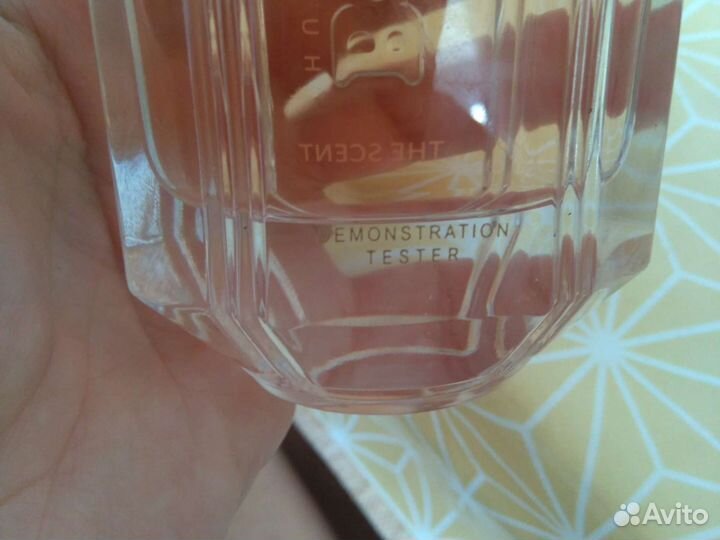 THE SCENT
DEMONSTRATION
TESTER
Avito